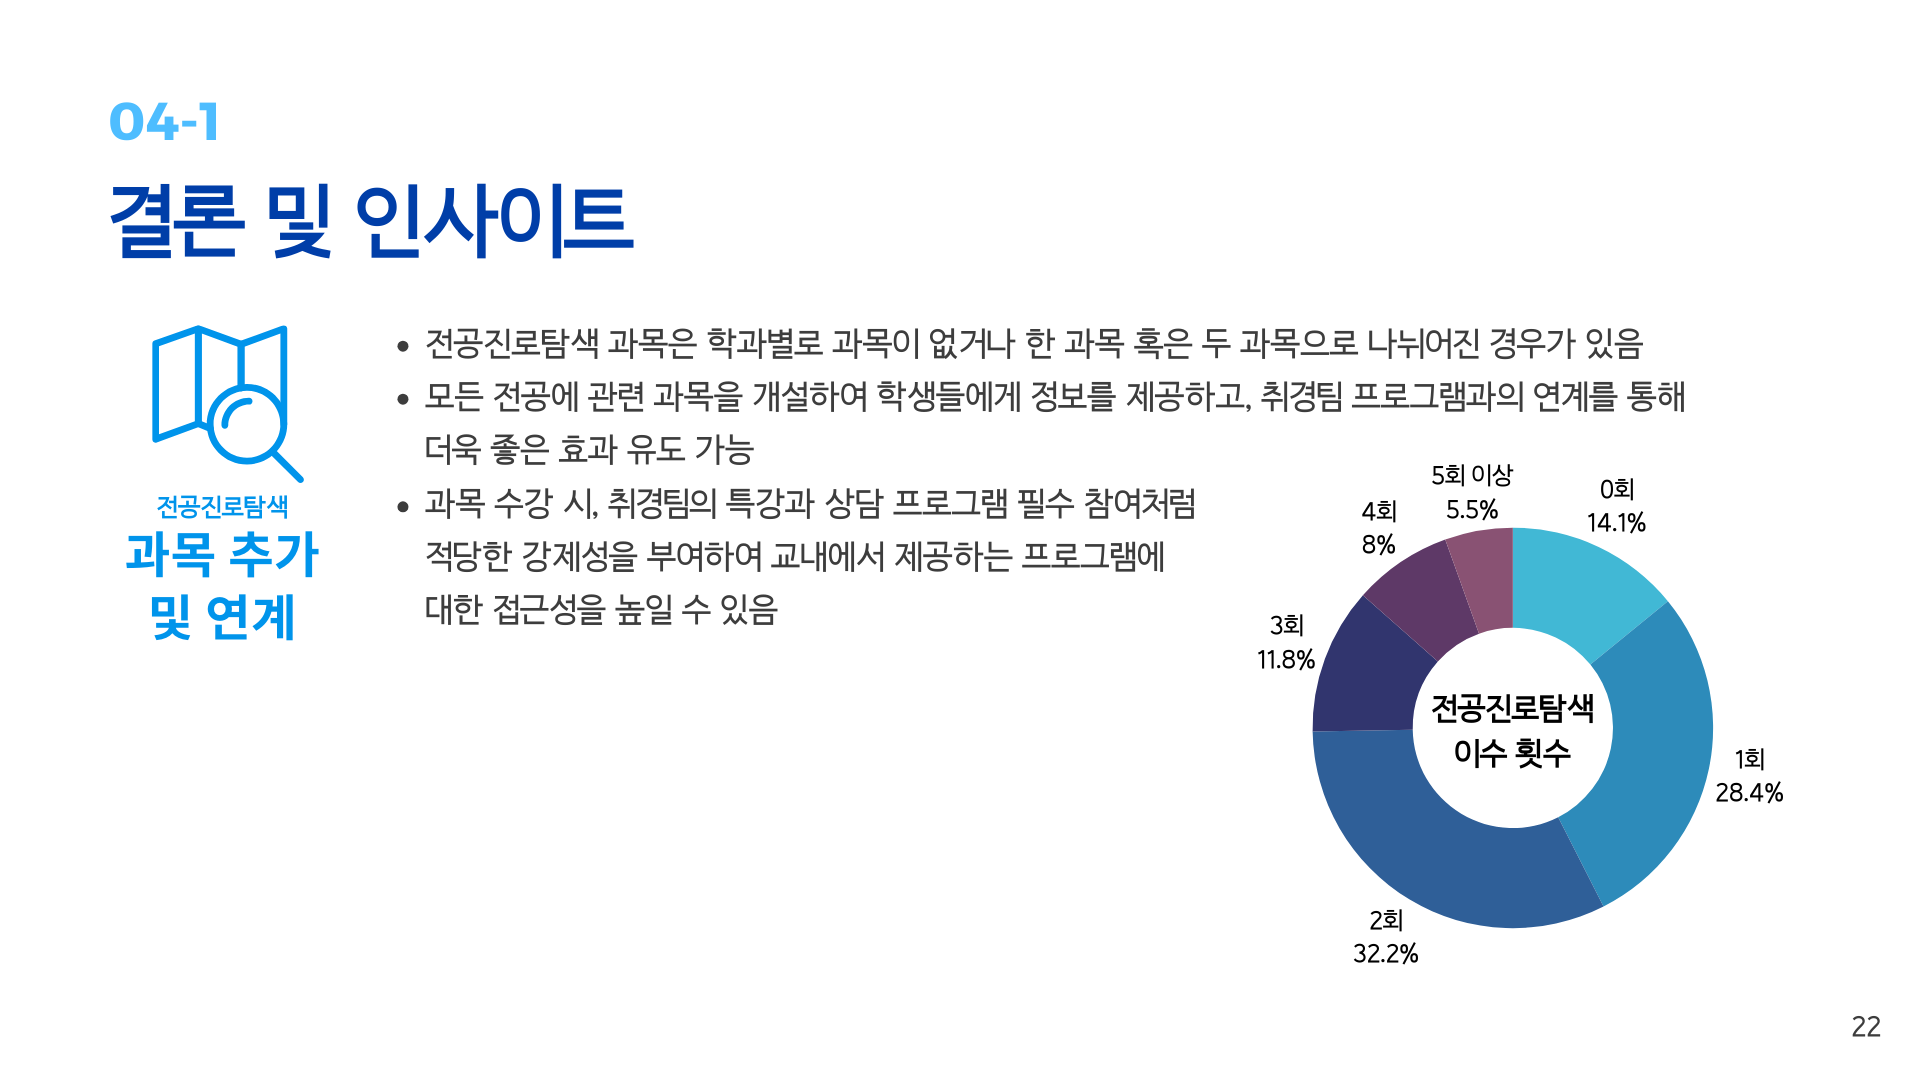 04-1
결론 및 인사이트
전공진로탐색
과목 추가
및 연계
• 전공진로탐색 과목은 학과별로 과목이 없거나 한 과목 혹은 두 과목으로 나뉘어진 경우가 있음
• 모든 전공에 관련 과목을 개설하여 학생들에게 정보를 제공하고, 취경팀 프로그램과의 연계를 통해
더욱 좋은 효과 유도 가능
• 과목 수강 시, 취경팀의 특강과 상담 프로그램 필수 참여처럼
적당한 강제성을 부여하여 교내에서 제공하는 프로그램에
대한 접근성을 높일 수 있음
5회 이상
5.5%
0회
14.1%
4회
8%
3회
11.8%
전공진로탐색
이수 횟수
1회
28.4%
2회
32.2%
22